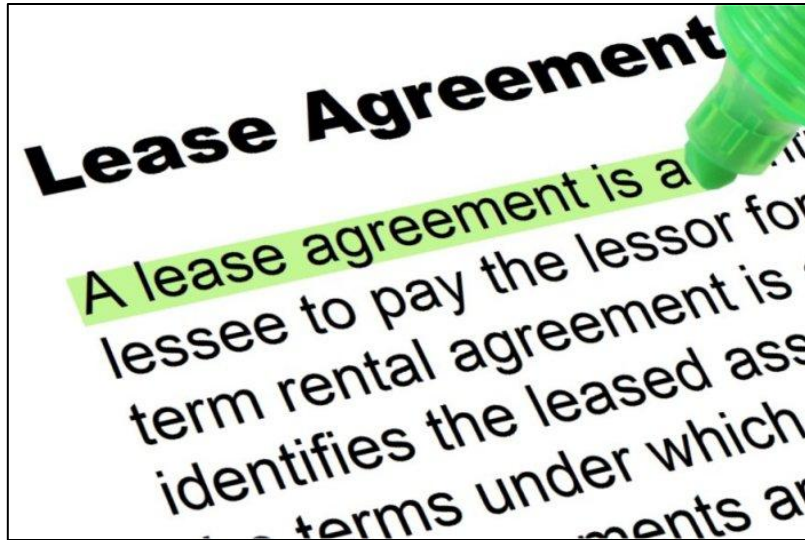 Lease Agreement
A lease agreement is a
lessee to pay the lessor for
term rental agreement is
identifies the leased
terms under which